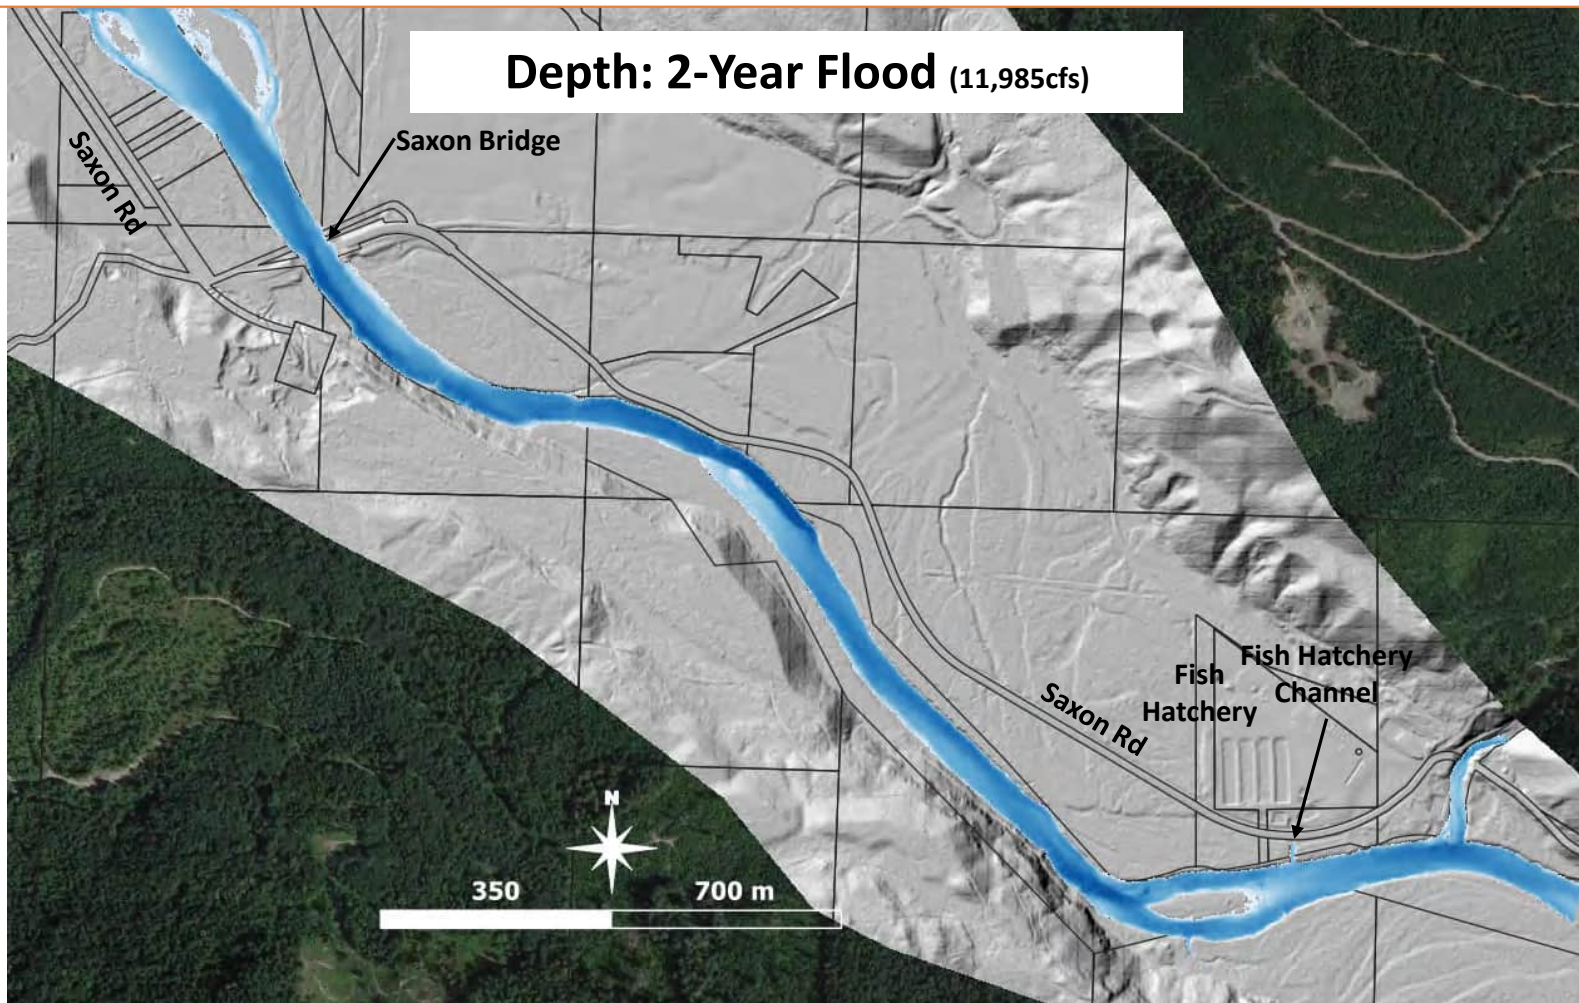 Depth: 2-Year Flood (11,985cfs)
Saxon Bridge
Saxon Rd
Fish Hatchery
Channel
Fish
Hatchery
Saxon Rd
N
350 700 m